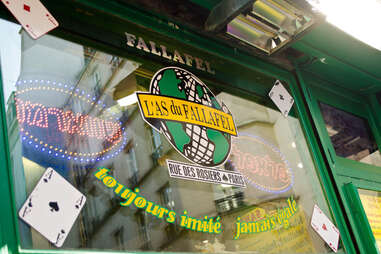 FALLAFEL
L'AS du FALLAFEL
RUE DES ROSIERS PARIS
toujours imité jamais égalé
A
A
A
A